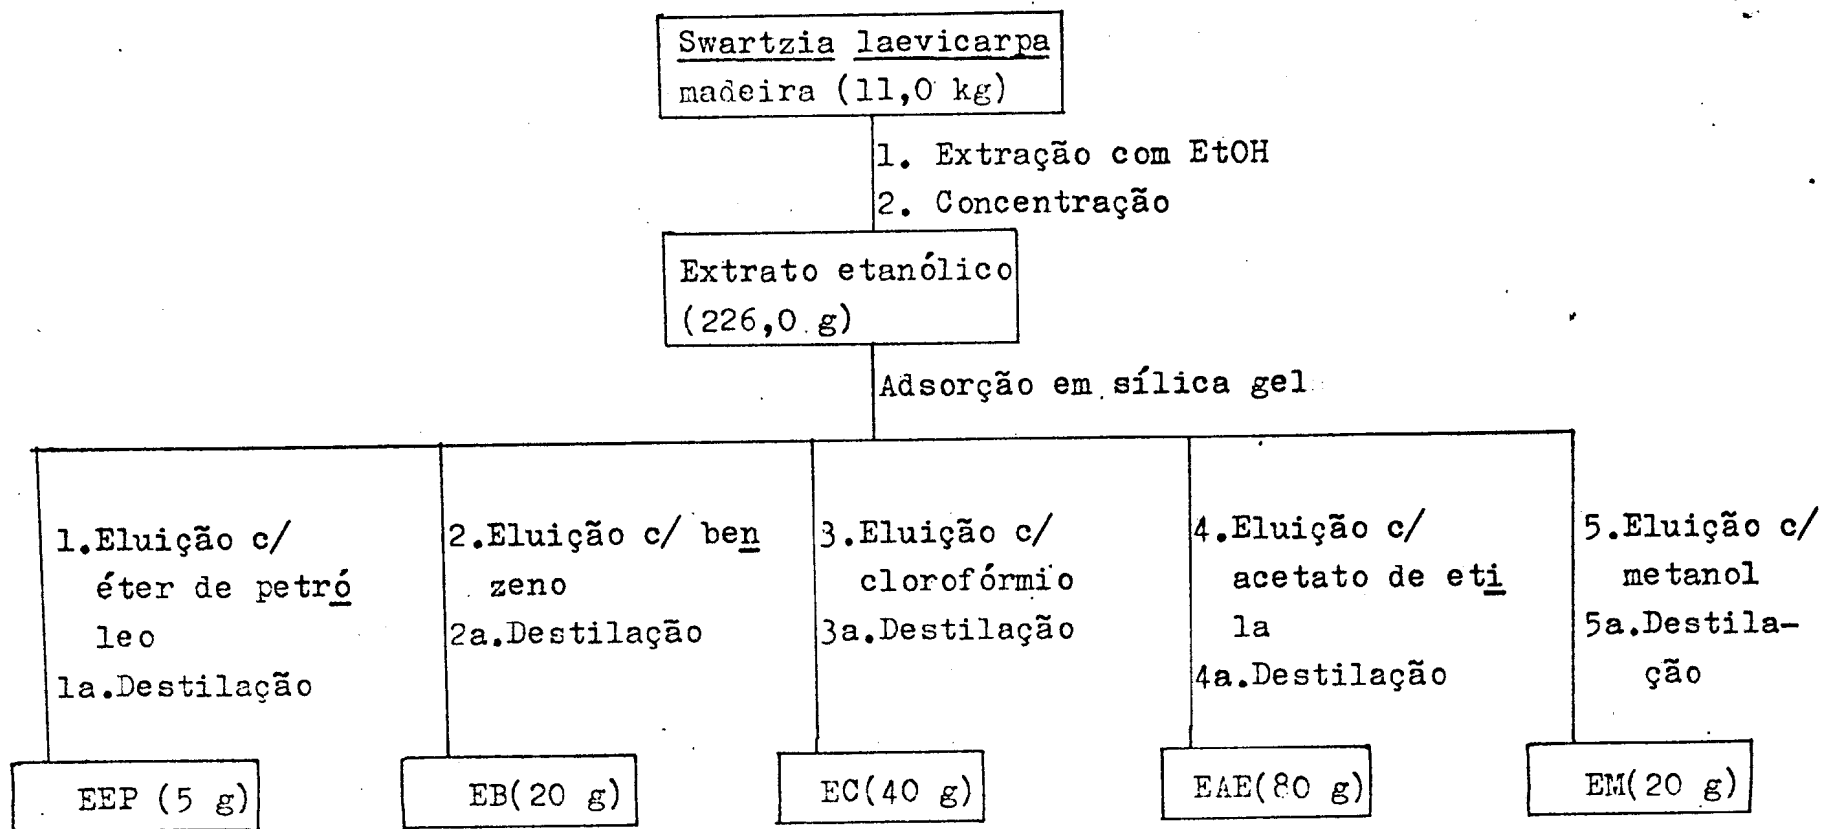 Swartzia laevicarpa
madeira (11,0 kg)
1. Extração com EtOH
2. Concentração
Extrato etanólico
(226,0 g)
Adsorção em sílica gel
1.Eluição c/
éter de petró
leo
1a.Destilação
2.Eluição c/ ben
zeno
2a.Destilação
3.Eluição c/
clorofórmio
3a.Destilação
4.Eluição c/
acetato de eti
la
4a.Destilação
5.Eluição c/
metanol
5a.Destila-
ção
EEP (5 g)
EB(20 g)
EC(40 g)
EAE(80 g)
EM(20 g)